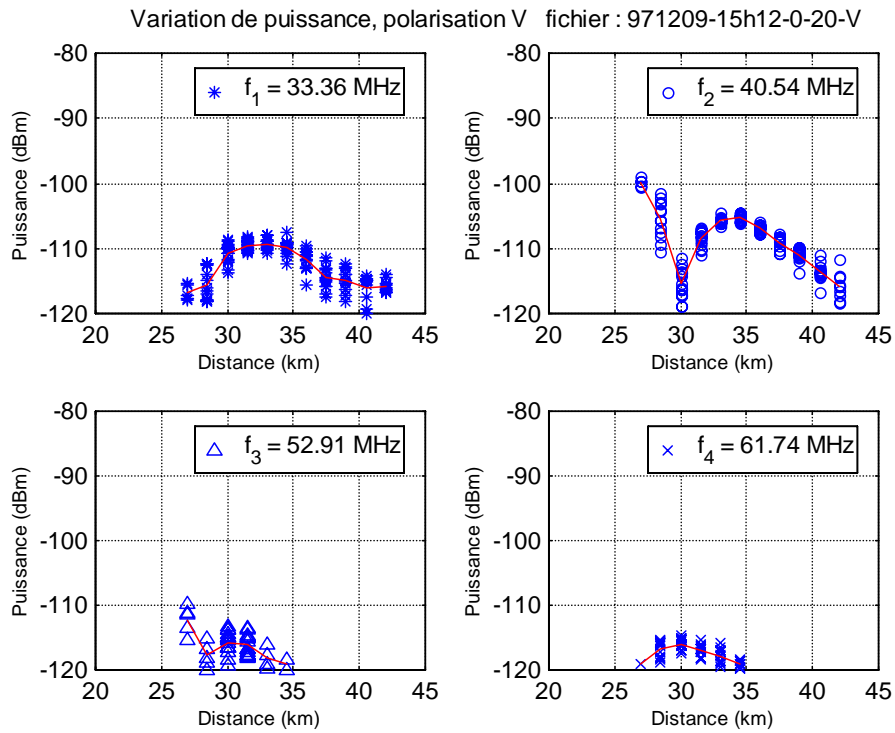 Variation de puissance, polarisation V fichier : 971209-15h12-0-20-V
-80
-90
-100
-110
-120
20 25 30 35 40 45
Puissance (dBm)
Distance (km)
f1 = 33.36 MHz
-80
-90
-100
-110
-120
20 25 30 35 40 45
Puissance (dBm)
Distance (km)
f2 = 40.54 MHz
-80
-90
-100
-110
-120
20 25 30 35 40 45
Puissance (dBm)
Distance (km)
f3 = 52.91 MHz
-80
-90
-100
-110
-120
20 25 30 35 40 45
Puissance (dBm)
Distance (km)
f4 = 61.74 MHz